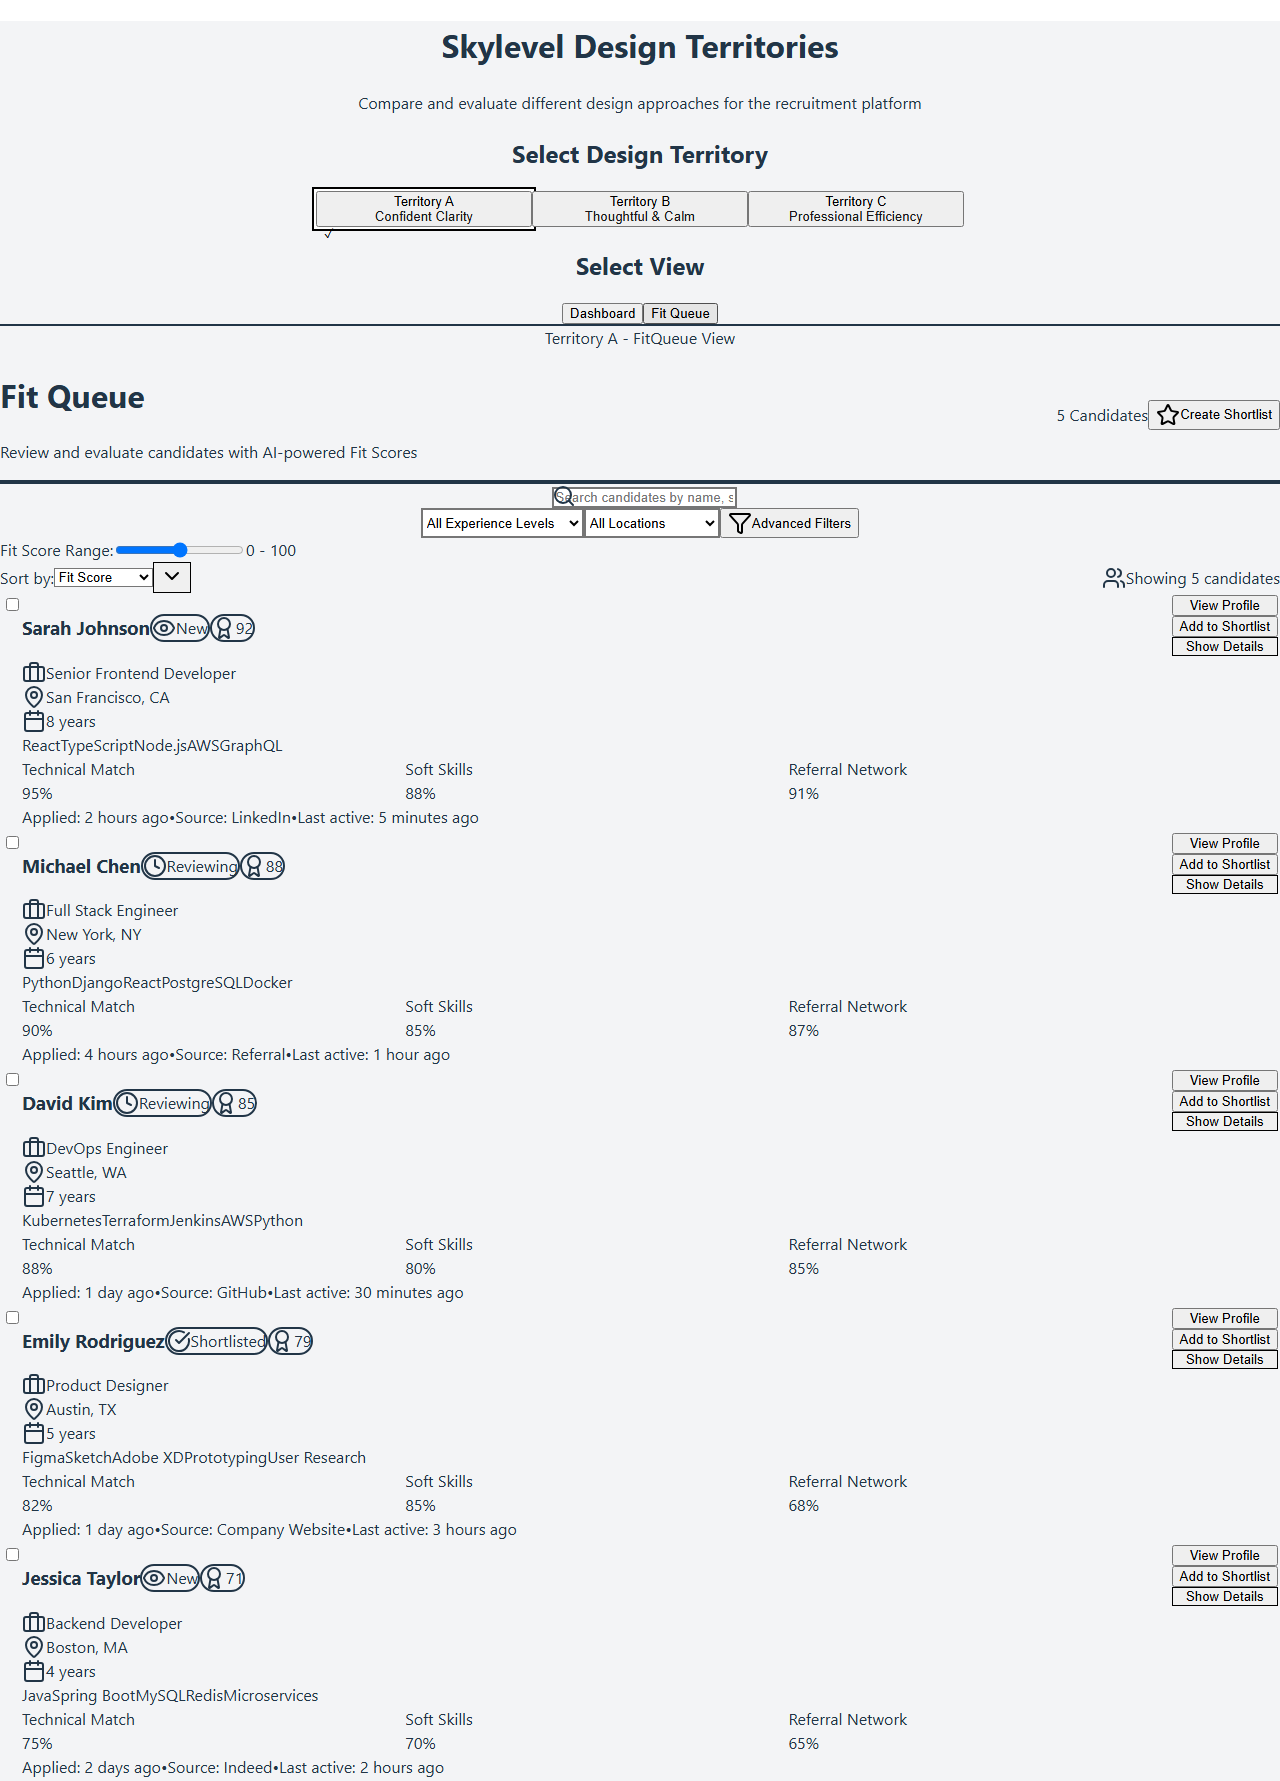 Skylevel Design Territories
Compare and evaluate different design approaches for the recruitment platform
Select Design Territory
Territory A
Confident Clarity
✓
Territory B
Thoughtful & Calm
Territory C
Professional Efficiency
Select View
Dashboard Fit Queue
Territory A - FitQueue View
Fit Queue
5 Candidates Create Shortlist
Review and evaluate candidates with AI-powered Fit Scores
Search candidates by name, s
All Experience Levels All Locations Advanced Filters
Fit Score Range: 0 - 100
Sort by: Fit Score Showing 5 candidates
Sarah Johnson New 92
View Profile
Add to Shortlist
Show Details
Senior Frontend Developer
San Francisco, CA
8 years
ReactTypeScriptNode.jsAWSGraphQL
Technical Match Soft Skills Referral Network
95% 88% 91%
Applied: 2 hours ago•Source: LinkedIn•Last active: 5 minutes ago
Michael Chen Reviewing 88
View Profile
Add to Shortlist
Show Details
Full Stack Engineer
New York, NY
6 years
PythonDjangoReactPostgreSQLDocker
Technical Match Soft Skills Referral Network
90% 85% 87%
Applied: 4 hours ago•Source: Referral•Last active: 1 hour ago
David Kim Reviewing 85
View Profile
Add to Shortlist
Show Details
DevOps Engineer
Seattle, WA
7 years
KubernetesTerraformJenkinsAWSPython
Technical Match Soft Skills Referral Network
88% 80% 85%
Applied: 1 day ago•Source: GitHub•Last active: 30 minutes ago
Emily Rodriguez Shortlisted 79
View Profile
Add to Shortlist
Show Details
Product Designer
Austin, TX
5 years
FigmaSketchAdobe XDPrototypingUser Research
Technical Match Soft Skills Referral Network
82% 85% 68%
Applied: 1 day ago•Source: Company Website•Last active: 3 hours ago
Jessica Taylor New 71
View Profile
Add to Shortlist
Show Details
Backend Developer
Boston, MA
4 years
JavaSpring BootMySQLRedisMicroservices
Technical Match Soft Skills Referral Network
75% 70% 65%
Applied: 2 days ago•Source: Indeed•Last active: 2 hours ago